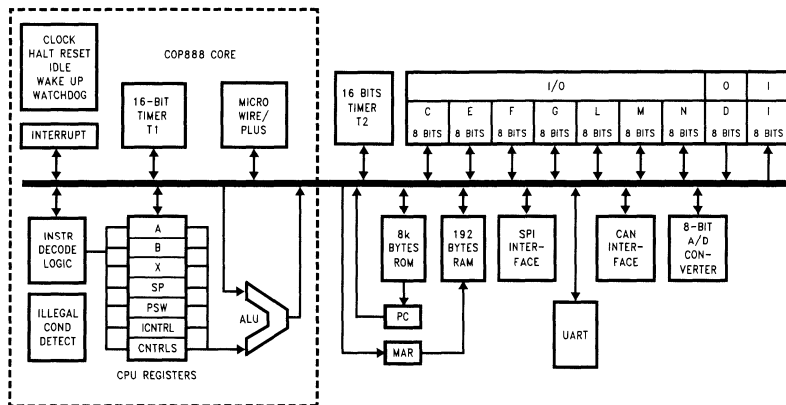 CLOCK
HALT RESET
IDLE
WAKE UP
WATCHDOG
COP888 CORE
INTERRUPT
16-BIT
TIMER
T1
MICRO
WIRE/
PLUS
16 BITS
TIMER
T2
I/O O I
C E F G L M N D I
8 BITS 8 BITS 8 BITS 8 BITS 8 BITS 8 BITS 8 BITS 8 BITS 8 BITS
INSTR
DECODE
LOGIC
ILLEGAL
COND
DETECT
A
B
X
SP
PSW
ICNTRL
CNTRLS
CPU REGISTERS
ALU
8k
BYTES
ROM
192
BYTES
RAM
SPI
INTER-
FACE
CAN
INTER-
FACE
8-BIT
A/D
CON-
VERTER
PC
MAR
UART